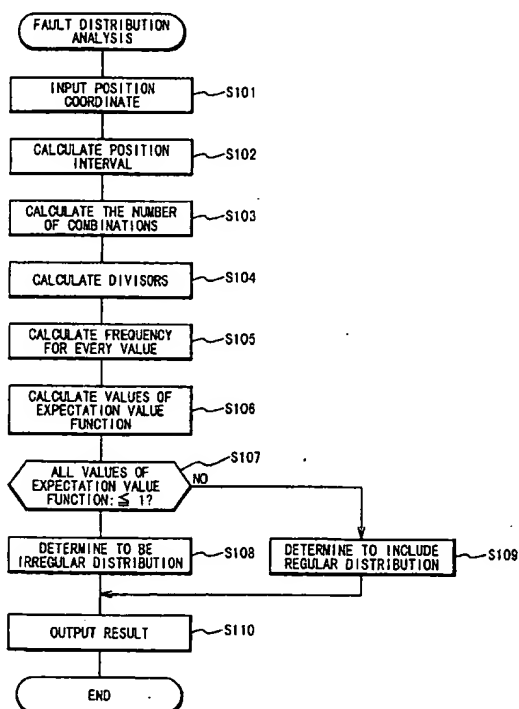 FAULT DISTRIBUTION
ANALYSIS
INPUT POSITION
COORDINATE
S101
CALCULATE POSITION
INTERVAL
S102
CALCULATE THE NUMBER
OF COMBINATIONS
S103
CALCULATE DIVISORS
S104
CALCULATE FREQUENCY
FOR EVERY VALUE
S105
CALCULATE VALUES OF
EXPECTATION VALUE
FUNCTION
S106
S107
ALL VALUES OF
EXPECTATION VALUE
FUNCTION: ≦ 1?
NO
DETERMINE TO BE
IRREGULAR DISTRIBUTION
S108
DETERMINE TO INCLUDE
REGULAR DISTRIBUTION
S109
OUTPUT RESULT
S110
END